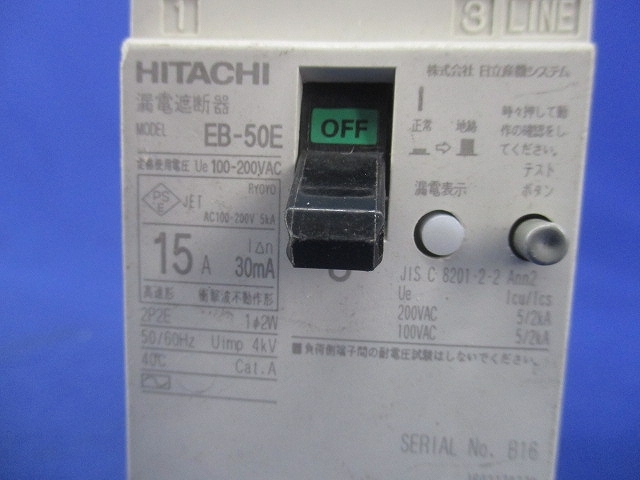 1 3 LINE
HITACHI 株式会社 日立産機システム
漏電遮断器
MODEL EB-50E
定格使用電圧 Ue 100-200VAC
PS E JET RYOYO
AC100-200V 5kA
15 A IΔn 30mA
高速形 衝撃波不動作形
2P2E 1φ2W
50/60Hz Uimp 4kV
40℃ Cat.A
OFF
正常 地絡
漏電表示
時々押して動
作の確認をし
てください。
テスト
ボタン
JIS C 8201-2-2 Ann2
Ue Icu/Ics
200VAC 5/2kA
100VAC 5/2kA
■負荷側端子間の耐電圧試験はしないでください。
SERIAL No. B16